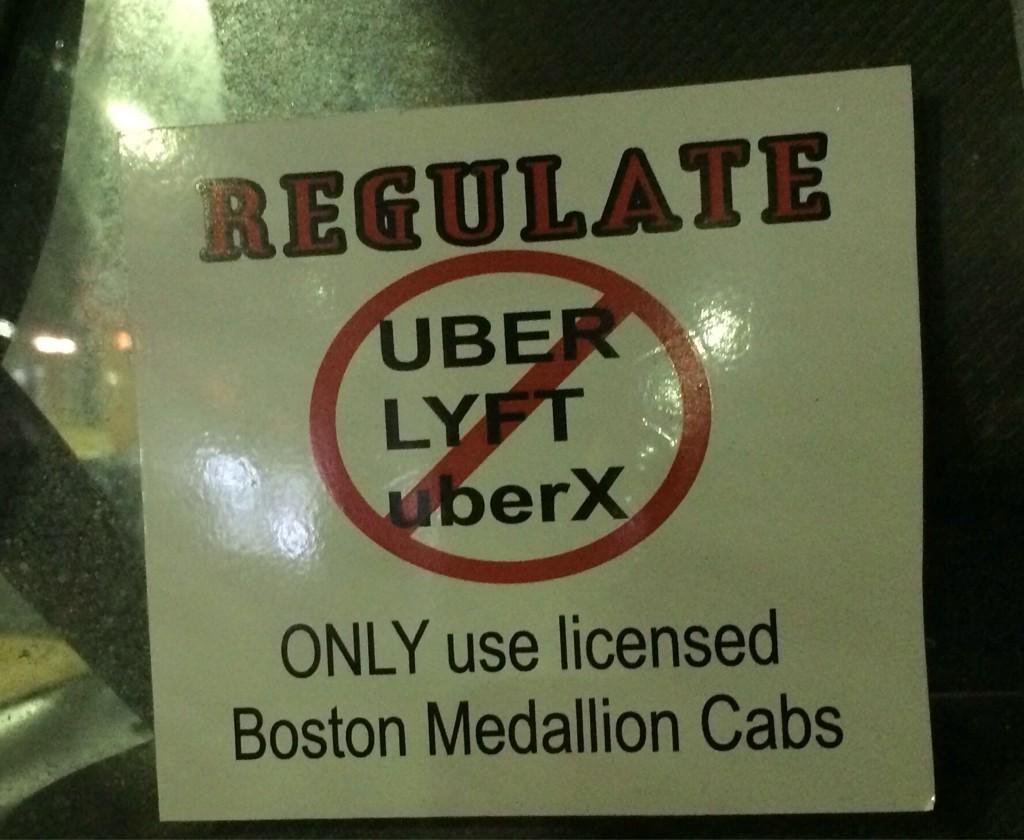 REGULATE
UBER
LYFT
uberX
ONLY use licensed
Boston Medallion Cabs